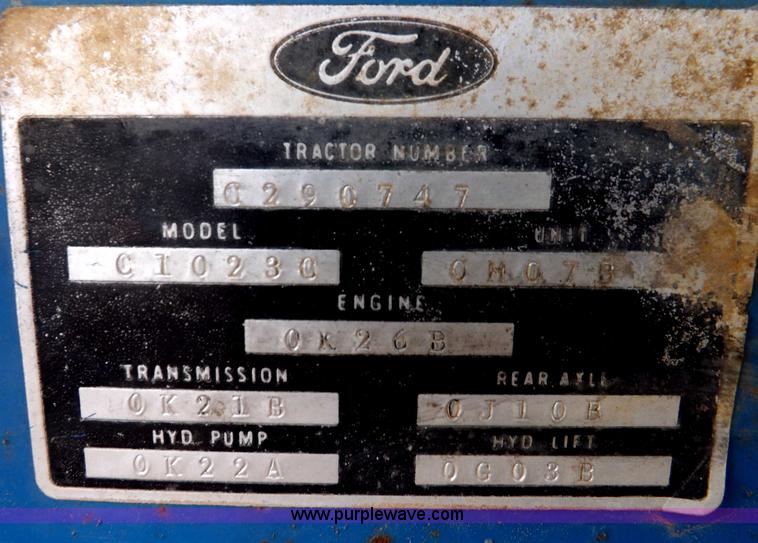 Ford
TRACTOR NUMBER
C290747
MODEL UNIT
C1023C 0M07B
ENGINE
0K26B
TRANSMISSION REAR AXLE
0K21B 0J10B
HYD PUMP HYD LIFT
0K22A 0G03B
www.purplewave.com